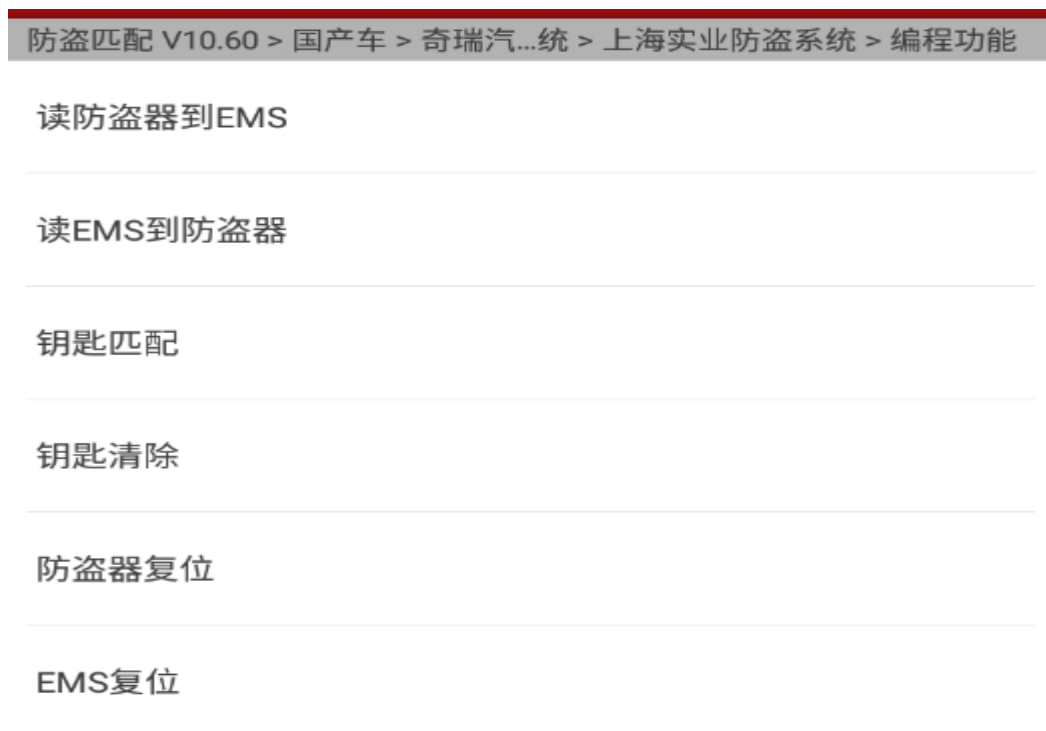 防盗匹配 V10.60 > 国产车 > 奇瑞汽...统 > 上海实业防盗系统 > 编程功能
读防盗器到EMS
读EMS到防盗器
钥匙匹配
钥匙清除
防盗器复位
EMS复位